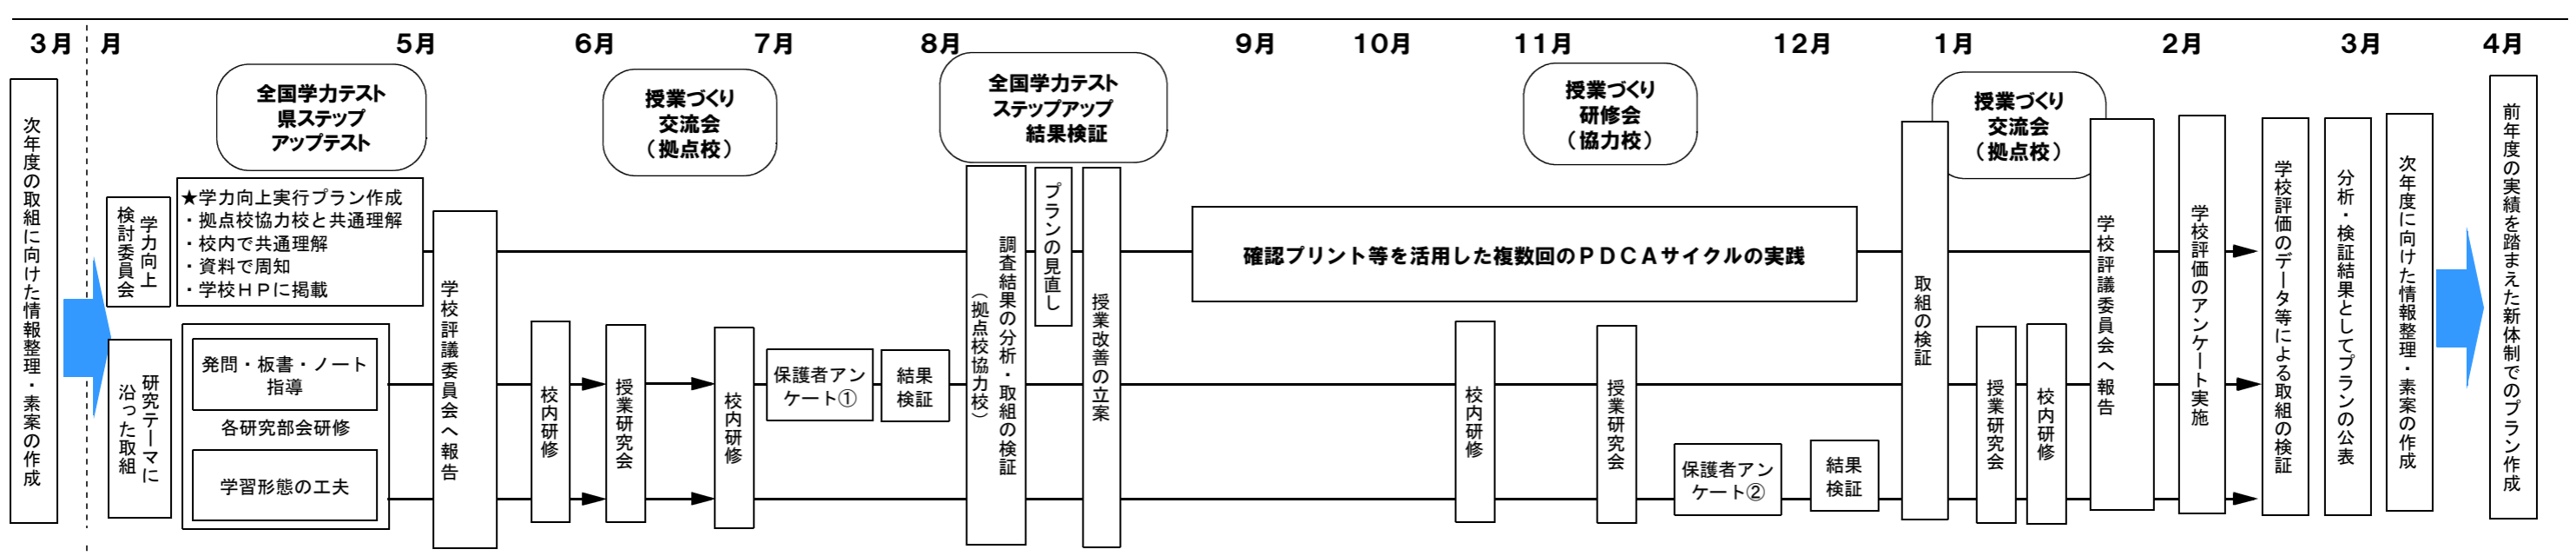 3月
月
5月
6月
7月
8月
9月
10月
11月
12月
1月
2月
3月
4月
次年度の取組に向けた情報整理・素案の作成
学力向上
検討委員会
研究テーマに
沿った取組
全国学力テスト
県ステップ
アップテスト
★学力向上実行プラン作成
・拠点校協力校と共通理解
・校内で共通理解
・資料で周知
・学校HPに掲載
発問・板書・ノート
指導
各研究部会研修
学習形態の工夫
学校評議委員会へ報告
授業づくり
交流会
（拠点校）
校内研修
授業研究会
校内研修
保護者アン
ケート①
結果
検証
全国学力テスト
ステップアップ
結果検証
調査結果の分析・取組の検証
（拠点校協力校）
プランの見直し
授業改善の立案
確認プリント等を活用した複数回のPDCAサイクルの実践
授業づくり
研修会
（協力校）
校内研修
授業研究会
保護者アン
ケート②
結果
検証
取組の検証
授業づくり
交流会
（拠点校）
授業研究会
校内研修
学校評議委員会へ報告
学校評価のアンケート実施
学校評価のデータ等による取組の検証
分析・検証結果としてプランの公表
次年度に向けた情報整理・素案の作成
前年度の実績を踏まえた新体制でのプラン作成